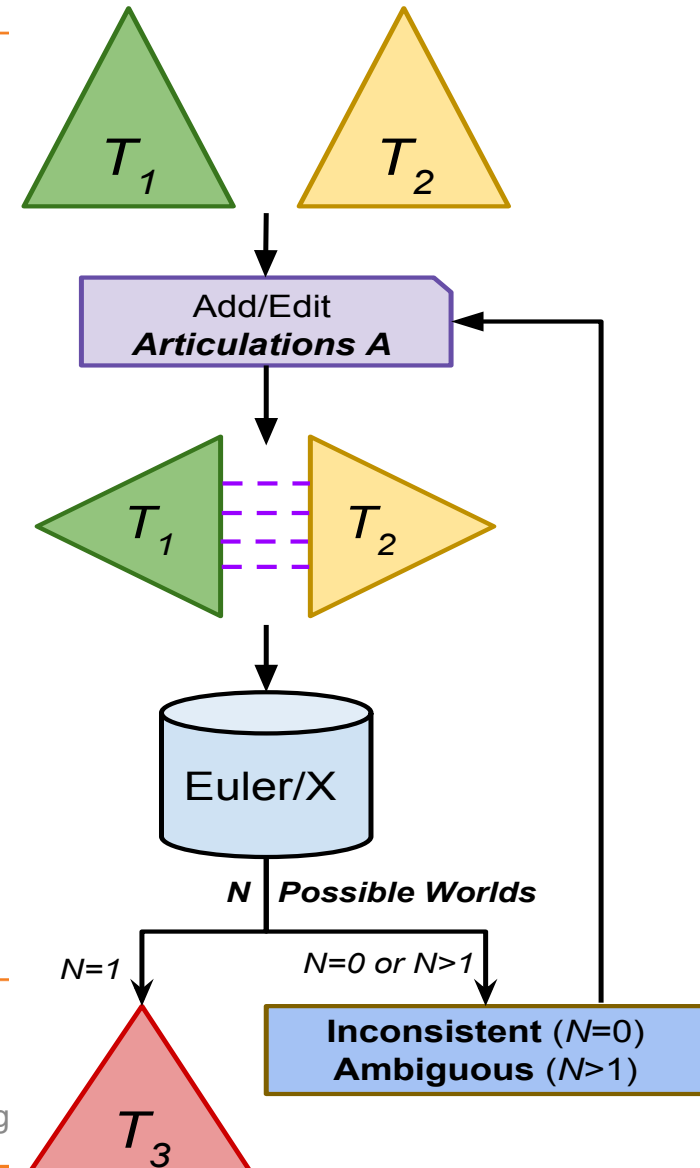 T1
T2
Add/Edit
Articulations A
T1
T2
Euler/X
N Possible Worlds
N=1
N=0 or N>1
Inconsistent (N=0)
Ambiguous (N>1)
g
T3